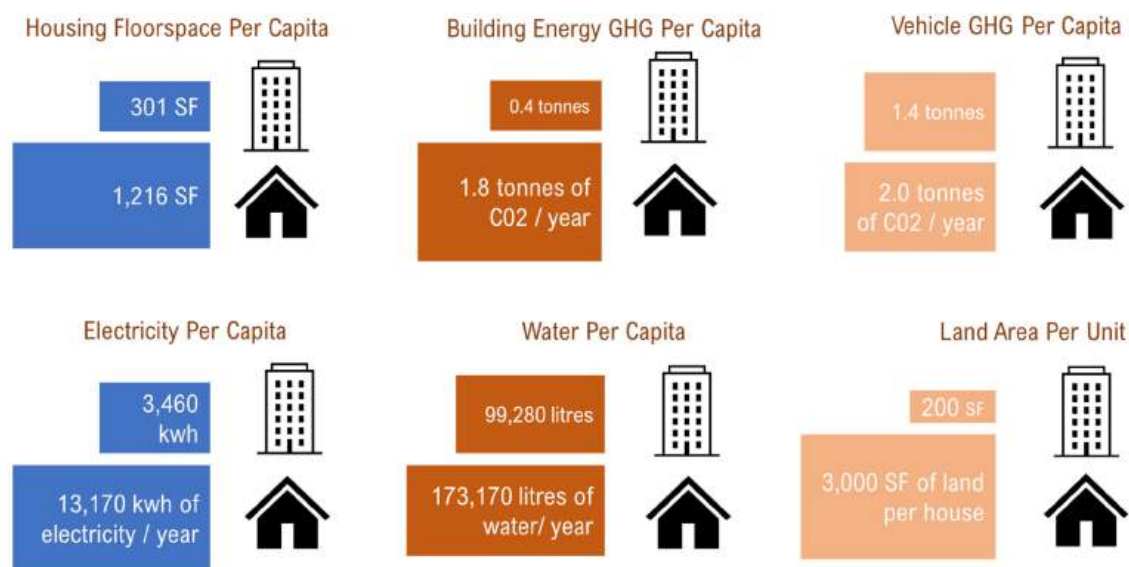 Housing Floorspace Per Capita
301 SF
1,216 SF
Building Energy GHG Per Capita
0.4 tonnes
1.8 tonnes of
C02 / year
Vehicle GHG Per Capita
1.4 tonnes
2.0 tonnes
of C02 / year
Electricity Per Capita
3,460
kwh
13,170 kwh of
electricity / year
Water Per Capita
99,280 litres
173,170 litres of
water/ year
Land Area Per Unit
200 SF
3,000 SF of land
per house